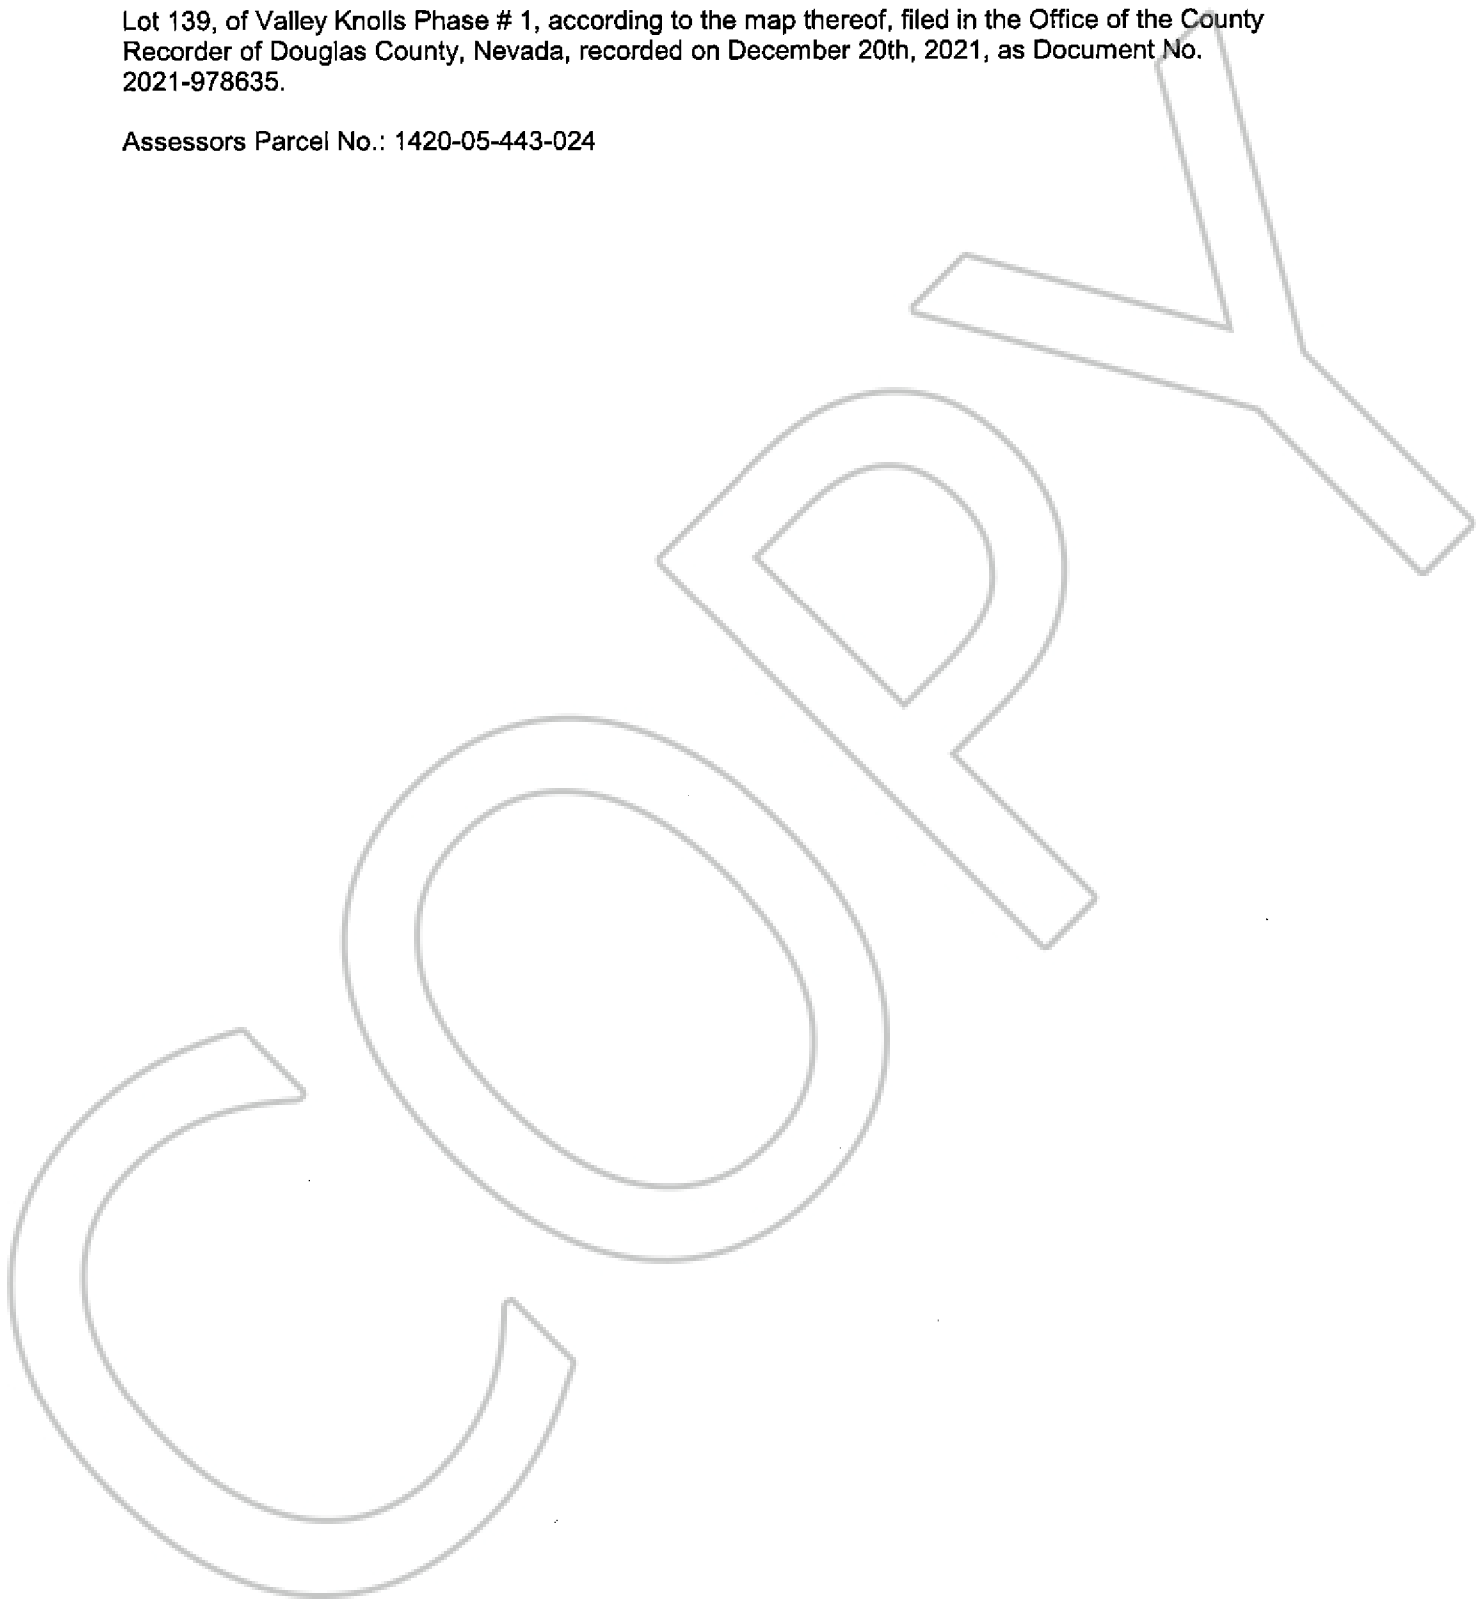 Lot 139, of Valley Knolls Phase # 1, according to the map thereof, filed in the Office of the County
Recorder of Douglas County, Nevada, recorded on December 20th, 2021, as Document No.
2021-978635.
Assessors Parcel No.: 1420-05-443-024
COPY